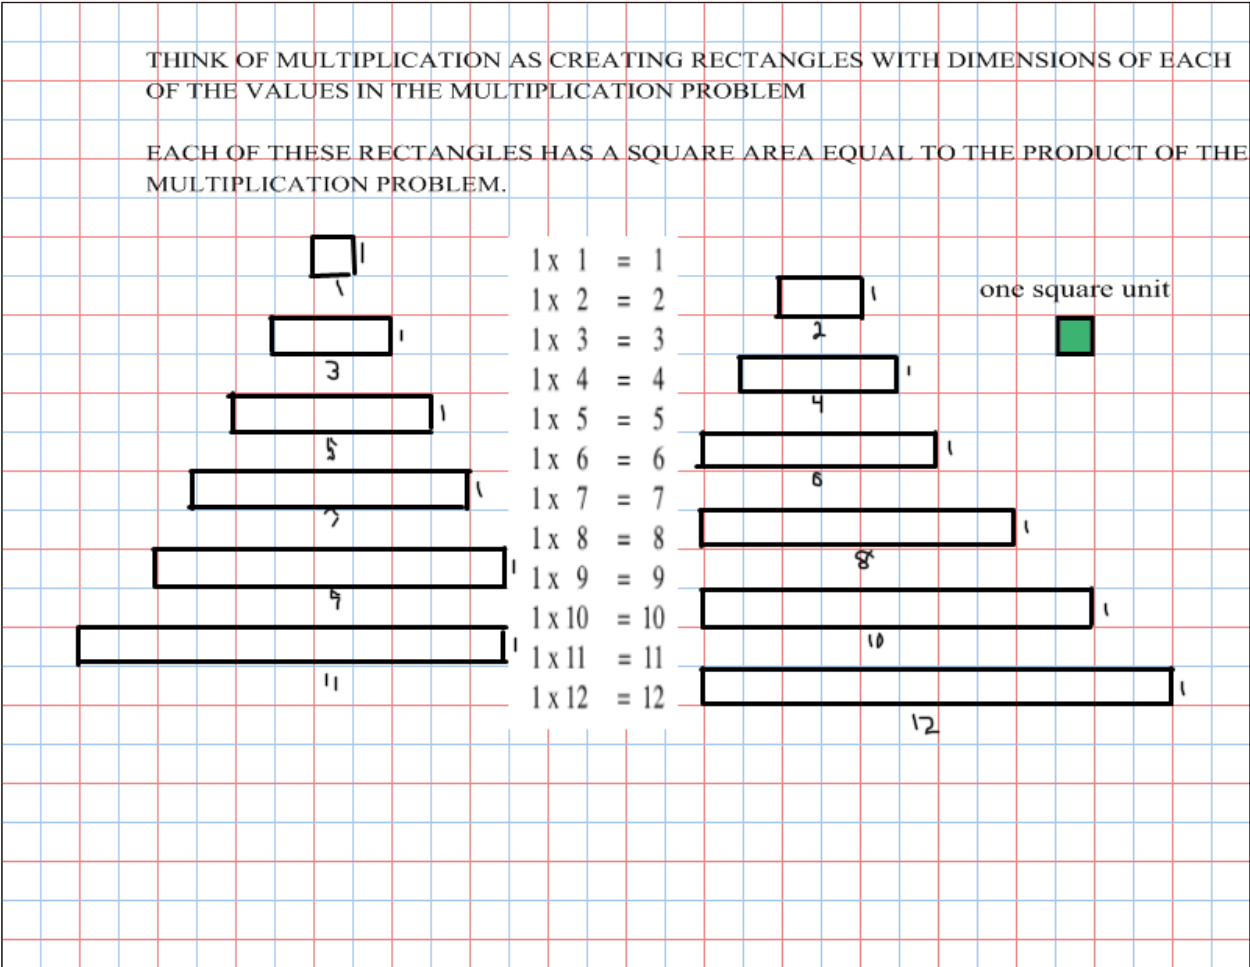 THINK OF MULTIPLICATION AS CREATING RECTANGLES WITH DIMENSIONS OF EACH
OF THE VALUES IN THE MULTIPLICATION PROBLEM
EACH OF THESE RECTANGLES HAS A SQUARE AREA EQUAL TO THE PRODUCT OF THE
MULTIPLICATION PROBLEM.
1
1
3
1
5
1
7
1
9
1
11
1
1 x 1 = 1
1 x 2 = 2
1 x 3 = 3
1 x 4 = 4
1 x 5 = 5
1 x 6 = 6
1 x 7 = 7
1 x 8 = 8
1 x 9 = 9
1 x 10 = 10
1 x 11 = 11
1 x 12 = 12
1
2
1
4
1
6
1
8
1
10
1
12
one square unit